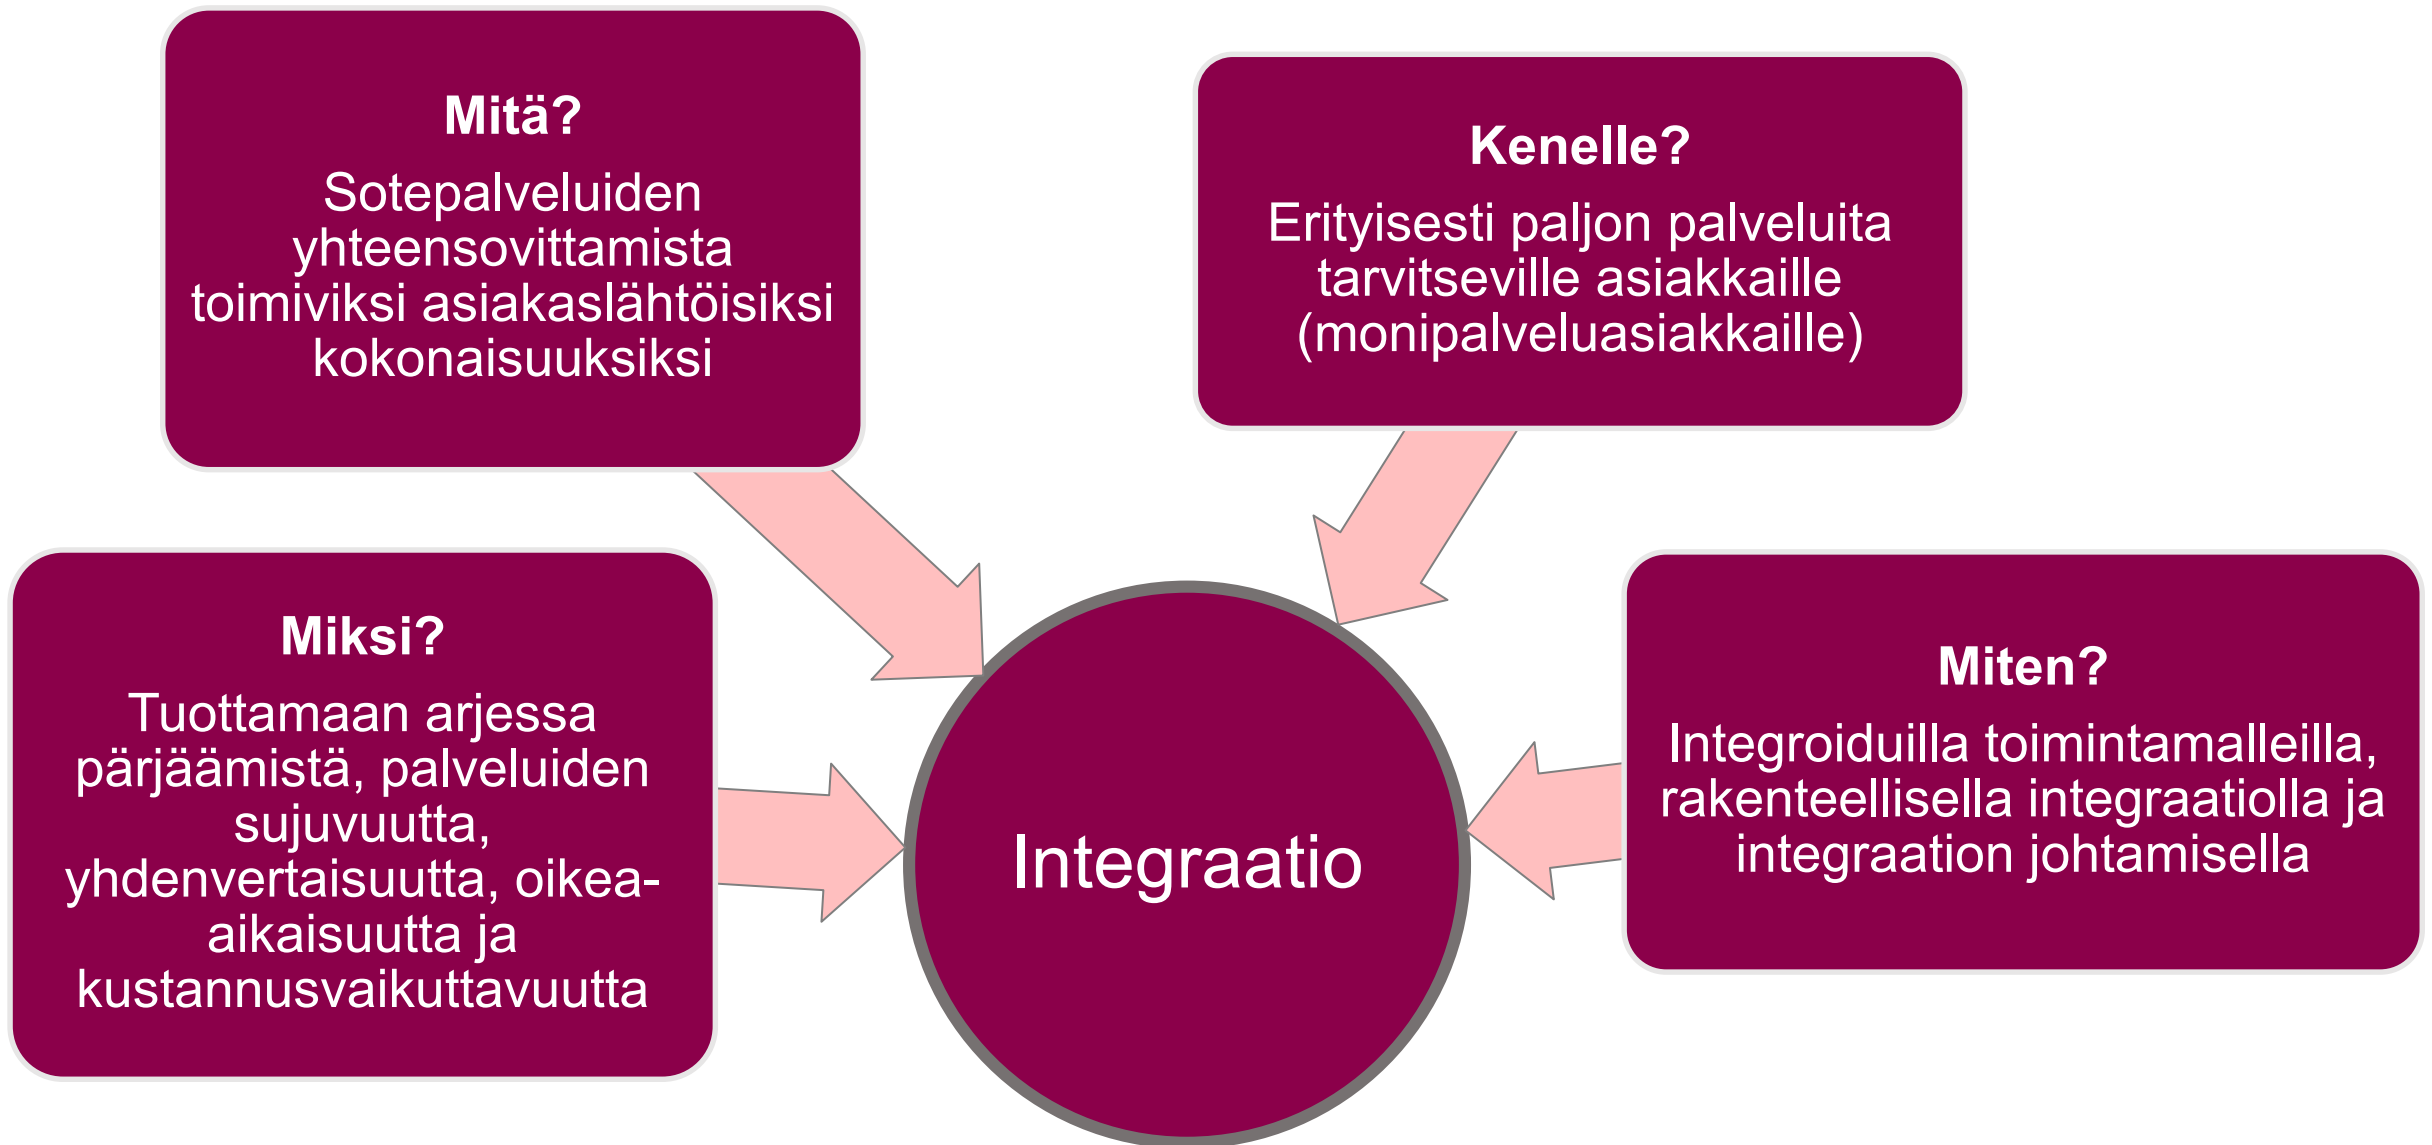 Mitä?
Sotepalveluiden
yhteensovittamista
toimiviksi asiakaslähtöisiksi
kokonaisuuksiksi
Kenelle?
Erityisesti paljon palveluita
tarvitseville asiakkaille
(monipalveluasiakkaille)
Miksi?
Tuottamaan arjessa
pärjäämistä, palveluiden
sujuvuutta,
yhdenvertaisuutta, oikea-
aikaisuutta ja
kustannusvaikuttavuutta
Miten?
Integroiduilla toimintamalleilla,
rakenteellisella integraatiolla ja
integraation johtamisella
Integraatio